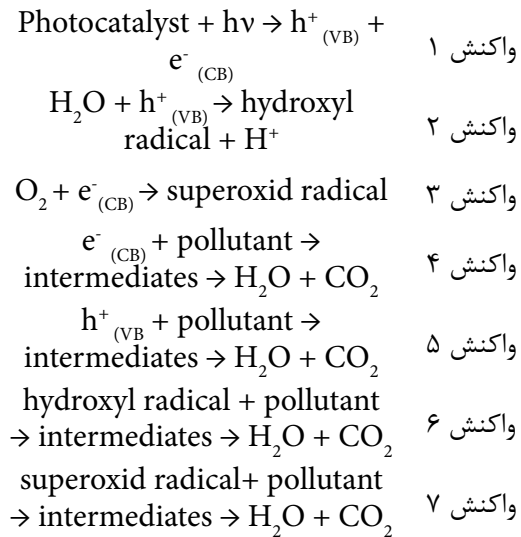 Photocatalyst + hν → h⁺ (VB) +
e⁻ (CB)
واکنش ۱
H₂O + h⁺ (VB) → hydroxyl
radical + H⁺
واکنش ۲
O₂ + e⁻ (CB) → superoxid radical
واکنش ۳
e⁻ (CB) + pollutant →
intermediates → H₂O + CO₂
واکنش ۴
h⁺ (VB + pollutant →
intermediates → H₂O + CO₂
واکنش ۵
hydroxyl radical + pollutant
→ intermediates → H₂O + CO₂
واکنش ۶
superoxid radical+ pollutant
→ intermediates → H₂O + CO₂
واکنش ۷